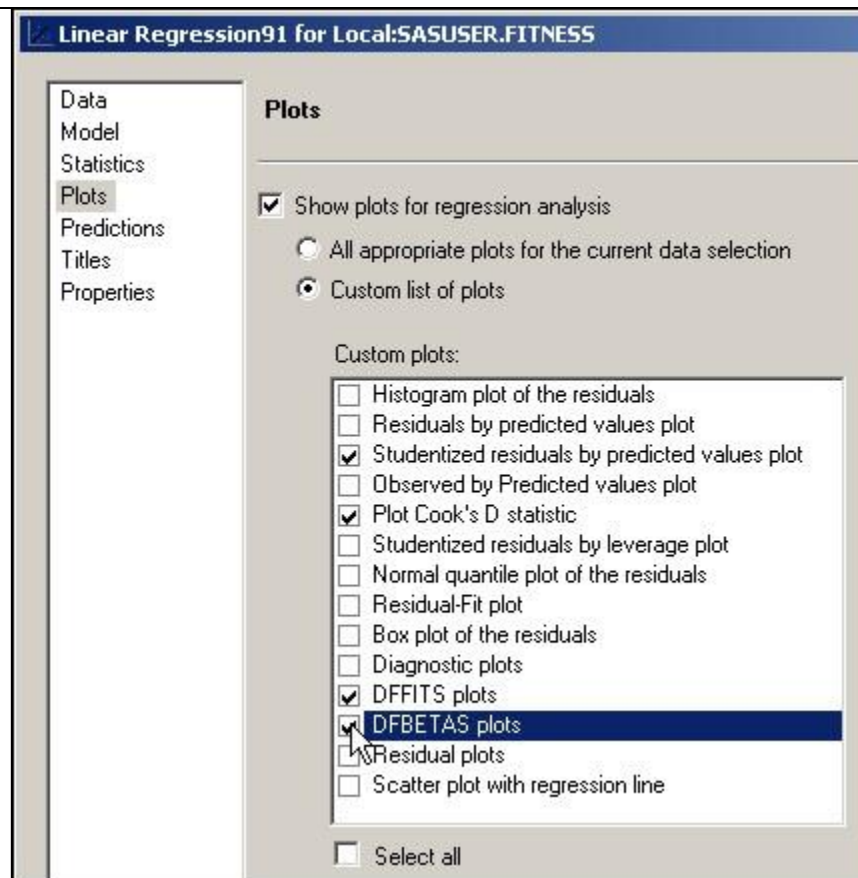 Linear Regression91 for Local:SASUSER.FITNESS
Data
Model
Statistics
Plots
Predictions
Titles
Properties
Plots
Show plots for regression analysis
All appropriate plots for the current data selection
Custom list of plots
Custom plots:
Histogram plot of the residuals
Residuals by predicted values plot
Studentized residuals by predicted values plot
Observed by Predicted values plot
Plot Cook's D statistic
Studentized residuals by leverage plot
Normal quantile plot of the residuals
Residual-Fit plot
Box plot of the residuals
Diagnostic plots
DFFITS plots
DFBETAS plots
Residual plots
Scatter plot with regression line
Select all